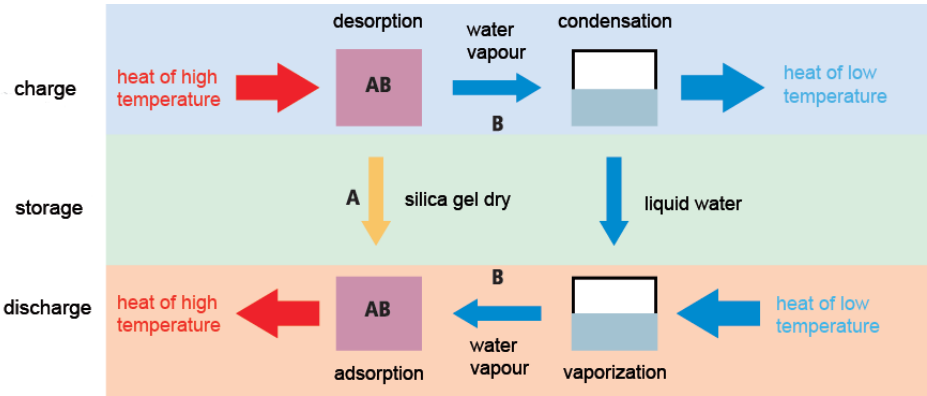 desorption
water
vapour
condensation
charge
heat of high
temperature
AB
B
heat of low
temperature
storage
A
silica gel dry
liquid water
discharge
heat of high
temperature
AB
B
water
vapour
heat of low
temperature
adsorption
vaporization